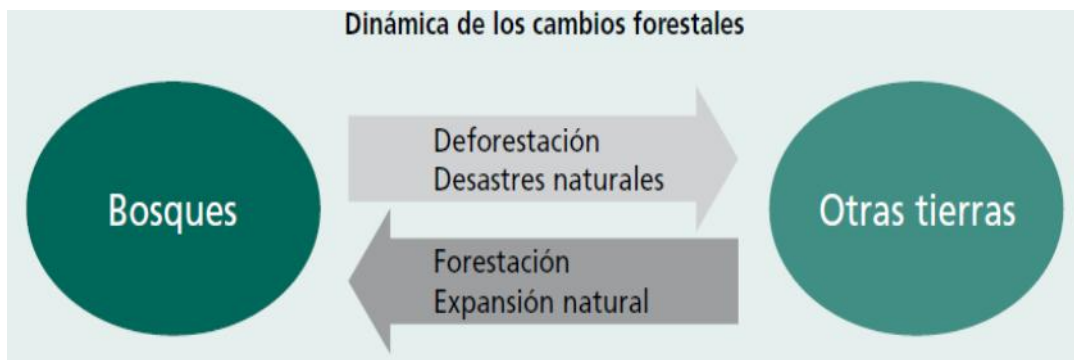 Dinámica de los cambios forestales
Bosques
Deforestación
Desastres naturales
Forestación
Expansión natural
Otras tierras